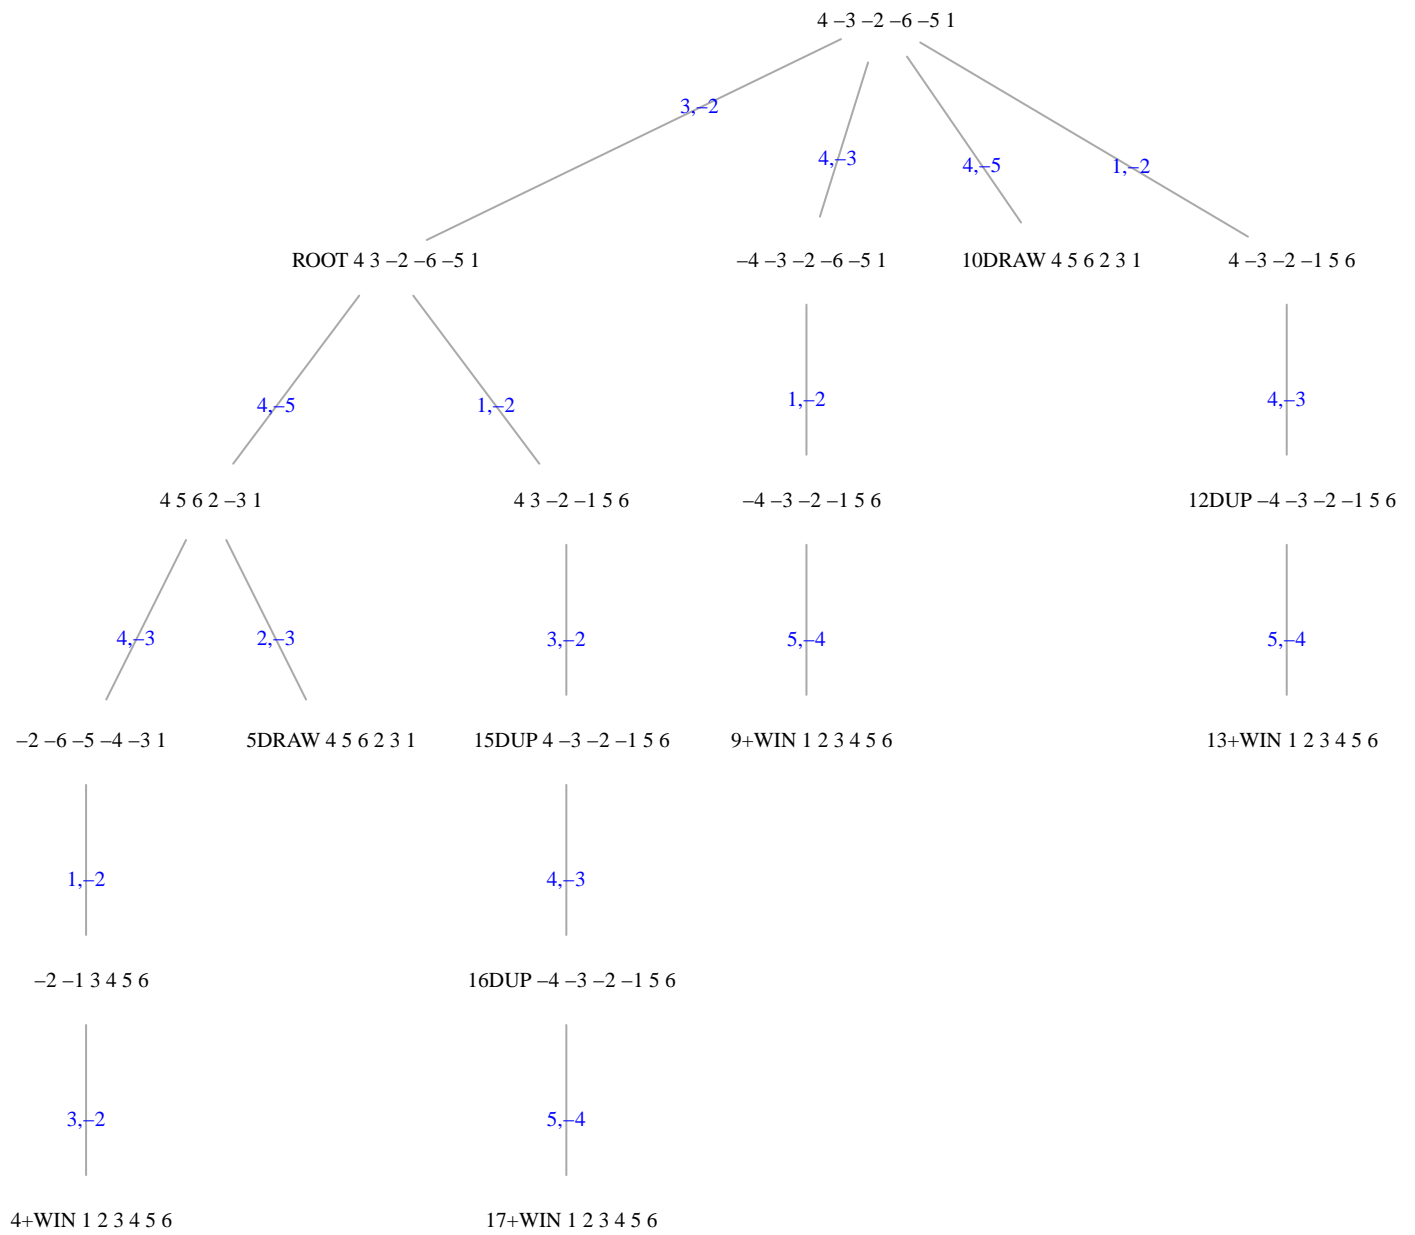 4 –3 –2 –6 –5 1
3,–2
4,–3
4,–5
1,–2
ROOT 4 3 –2 –6 –5 1
–4 –3 –2 –6 –5 1
10DRAW 4 5 6 2 3 1
4 –3 –2 –1 5 6
4,–5
1,–2
1,–2
4,–3
4 5 6 2 –3 1
4 3 –2 –1 5 6
–4 –3 –2 –1 5 6
12DUP –4 –3 –2 –1 5 6
4,–3
2,–3
3,–2
5,–4
5,–4
–2 –6 –5 –4 –3 1
5DRAW 4 5 6 2 3 1
15DUP 4 –3 –2 –1 5 6
9+WIN 1 2 3 4 5 6
13+WIN 1 2 3 4 5 6
1,–2
4,–3
–2 –1 3 4 5 6
16DUP –4 –3 –2 –1 5 6
3,–2
5,–4
4+WIN 1 2 3 4 5 6
17+WIN 1 2 3 4 5 6